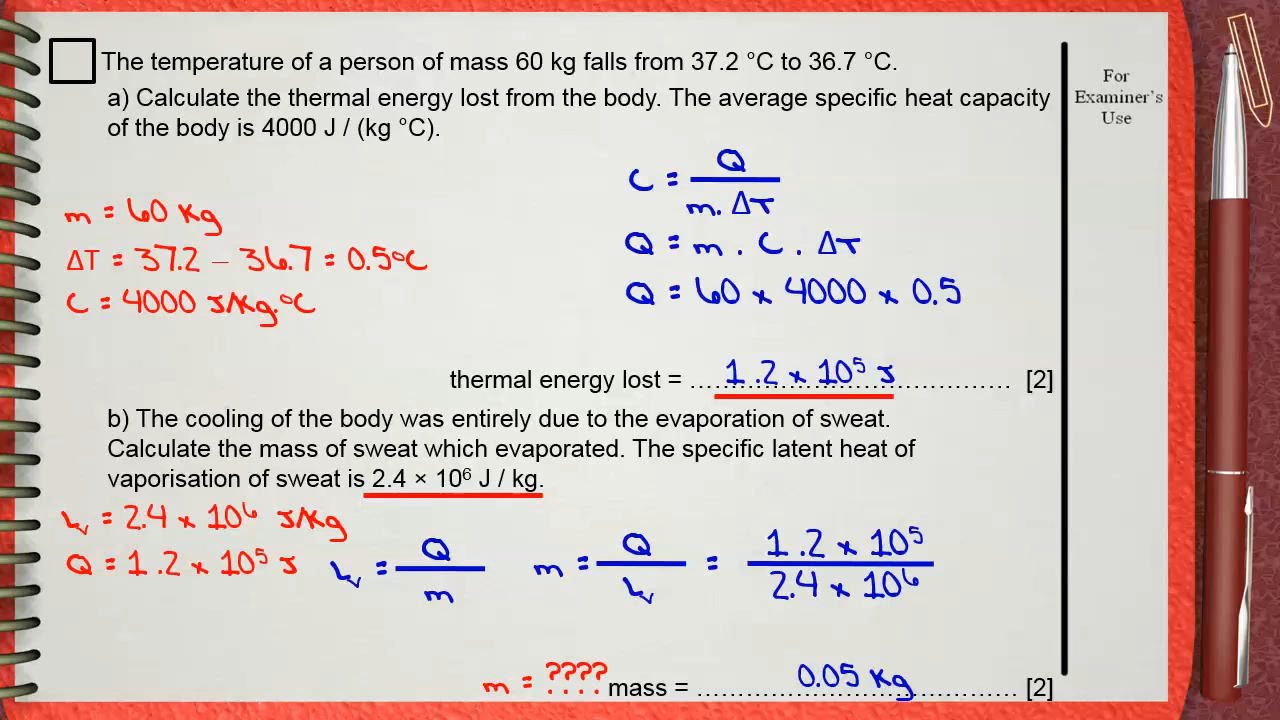 The temperature of a person of mass 60 kg falls from 37.2 °C to 36.7 °C.
For
Examiner's
Use
a) Calculate the thermal energy lost from the body. The average specific heat capacity
of the body is 4000 J / (kg °C).
C = Q / m. ΔT
m = 60 Kg
Q = m . C . ΔT
ΔT = 37.2 – 36.7 = 0.5°C
Q = 60 × 4000 × 0.5
C = 4000 J/Kg.°C
thermal energy lost = ...1.2 × 10⁵ J............... [2]
b) The cooling of the body was entirely due to the evaporation of sweat.
Calculate the mass of sweat which evaporated. The specific latent heat of
vaporisation of sweat is 2.4 × 10⁶ J / kg.
Lv = 2.4 × 10⁶ J/Kg
Q = 1.2 × 10⁵ J
Lv = Q / m
m = Q / Lv = 1.2 × 10⁵ / 2.4 × 10⁶
m = ???? mass = ...............0.05 Kg............... [2]